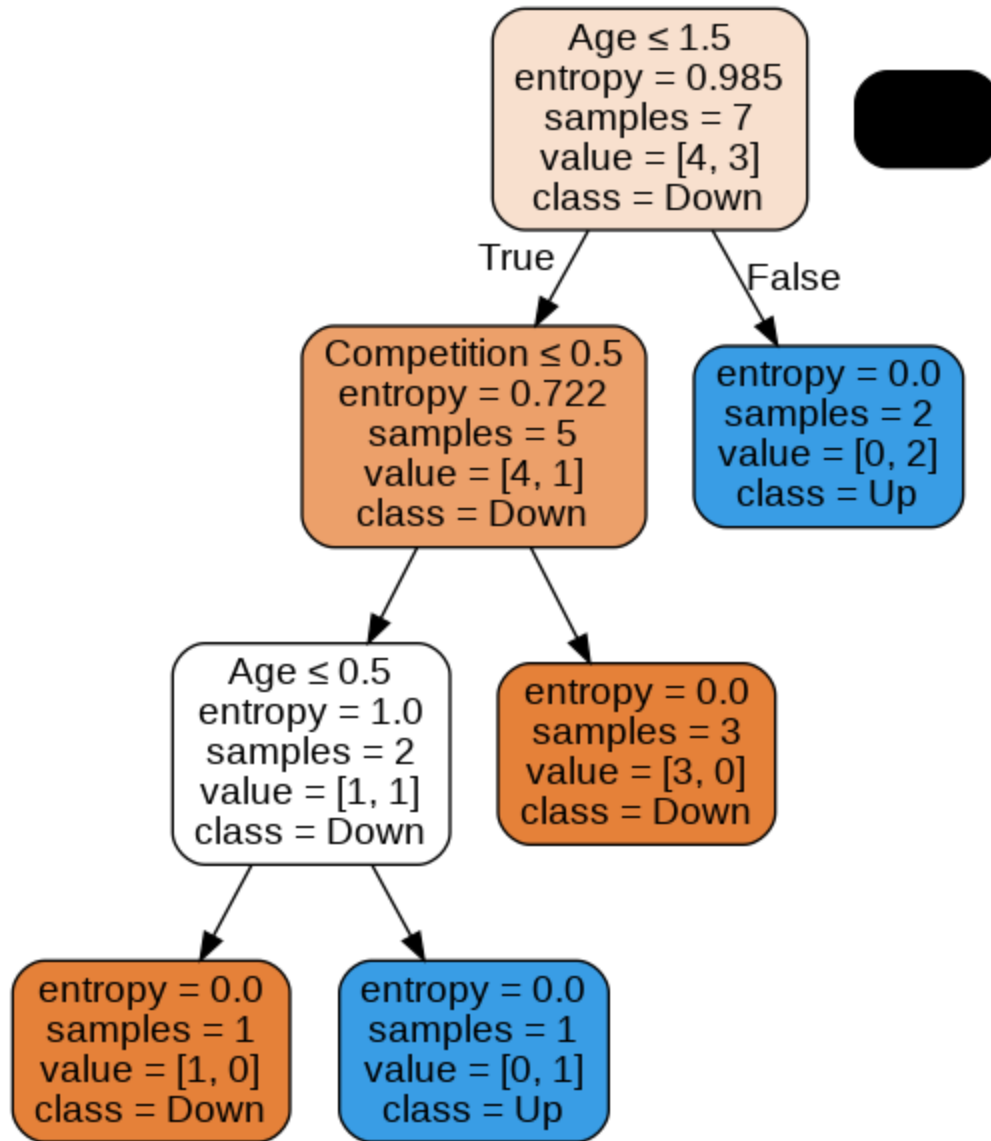 Age ≤ 1.5
entropy = 0.985
samples = 7
value = [4, 3]
class = Down
True
False
Competition ≤ 0.5
entropy = 0.722
samples = 5
value = [4, 1]
class = Down
entropy = 0.0
samples = 2
value = [0, 2]
class = Up
Age ≤ 0.5
entropy = 1.0
samples = 2
value = [1, 1]
class = Down
entropy = 0.0
samples = 3
value = [3, 0]
class = Down
entropy = 0.0
samples = 1
value = [1, 0]
class = Down
entropy = 0.0
samples = 1
value = [0, 1]
class = Up